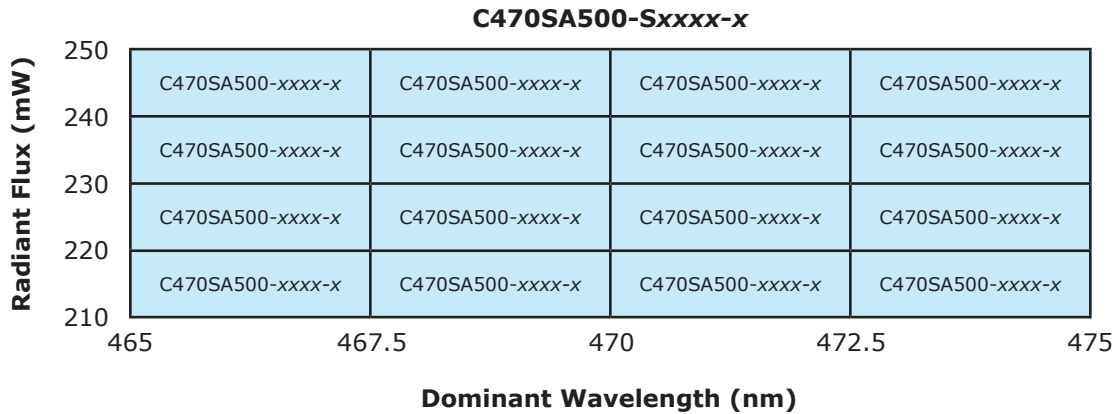 C470SA500-Sxxxx-x
Radiant Flux (mW)
250
C470SA500-xxxx-x C470SA500-xxxx-x C470SA500-xxxx-x C470SA500-xxxx-x
240
C470SA500-xxxx-x C470SA500-xxxx-x C470SA500-xxxx-x C470SA500-xxxx-x
230
C470SA500-xxxx-x C470SA500-xxxx-x C470SA500-xxxx-x C470SA500-xxxx-x
220
C470SA500-xxxx-x C470SA500-xxxx-x C470SA500-xxxx-x C470SA500-xxxx-x
210
465 467.5 470 472.5 475
Dominant Wavelength (nm)